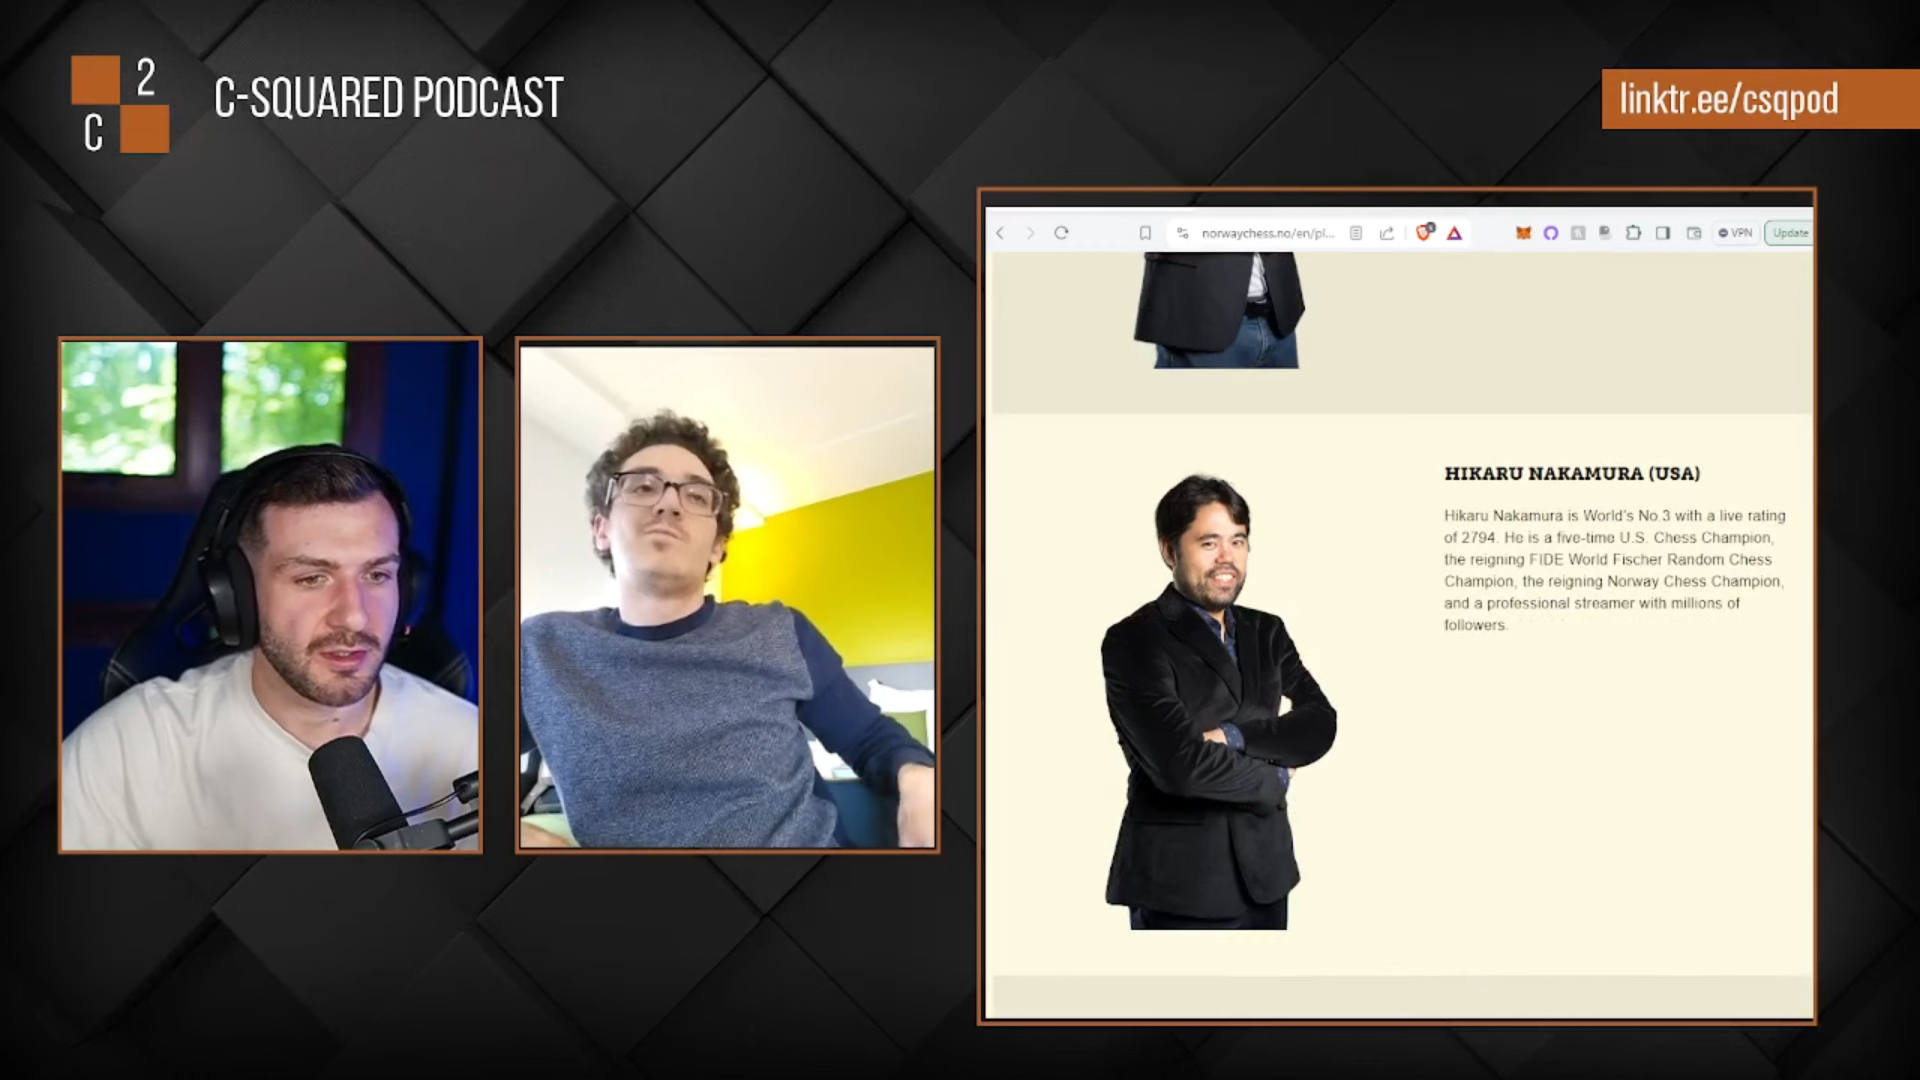 2
C
C-SQUARED PODCAST
linktr.ee/csqpod
norwaychess.no/en/pl...
VPN
Update
HIKARU NAKAMURA (USA)
Hikaru Nakamura is World's No.3 with a live rating
of 2794. He is a five-time U.S. Chess Champion,
the reigning FIDE World Fischer Random Chess
Champion, the reigning Norway Chess Champion,
and a professional streamer with millions of
followers.